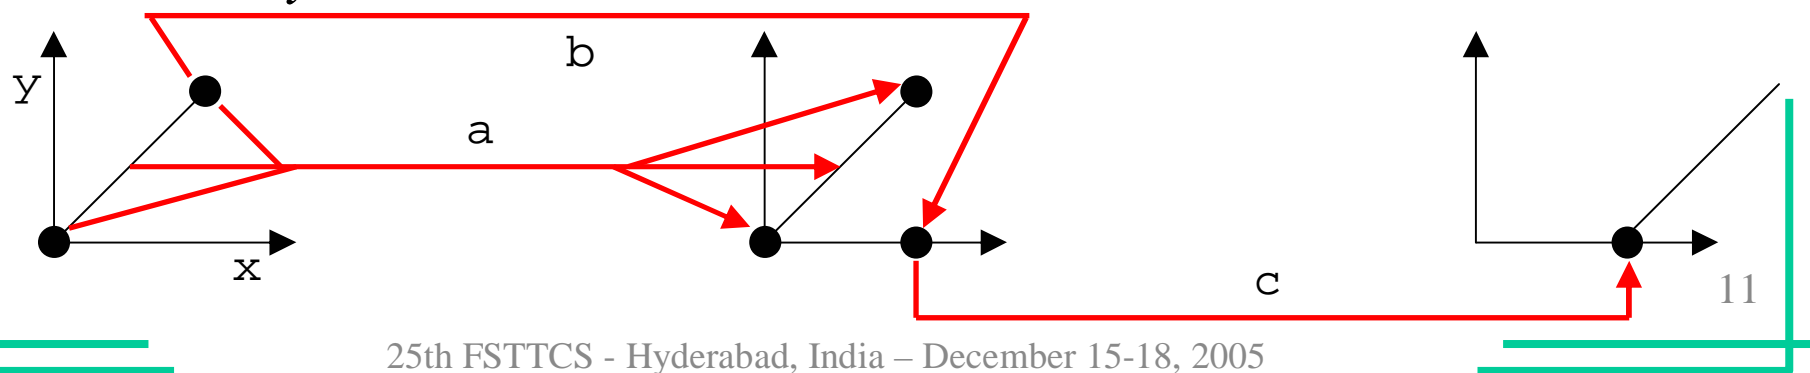 b
y
a
x
c
11
25th FSTTCS - Hyderabad, India – December 15-18, 2005